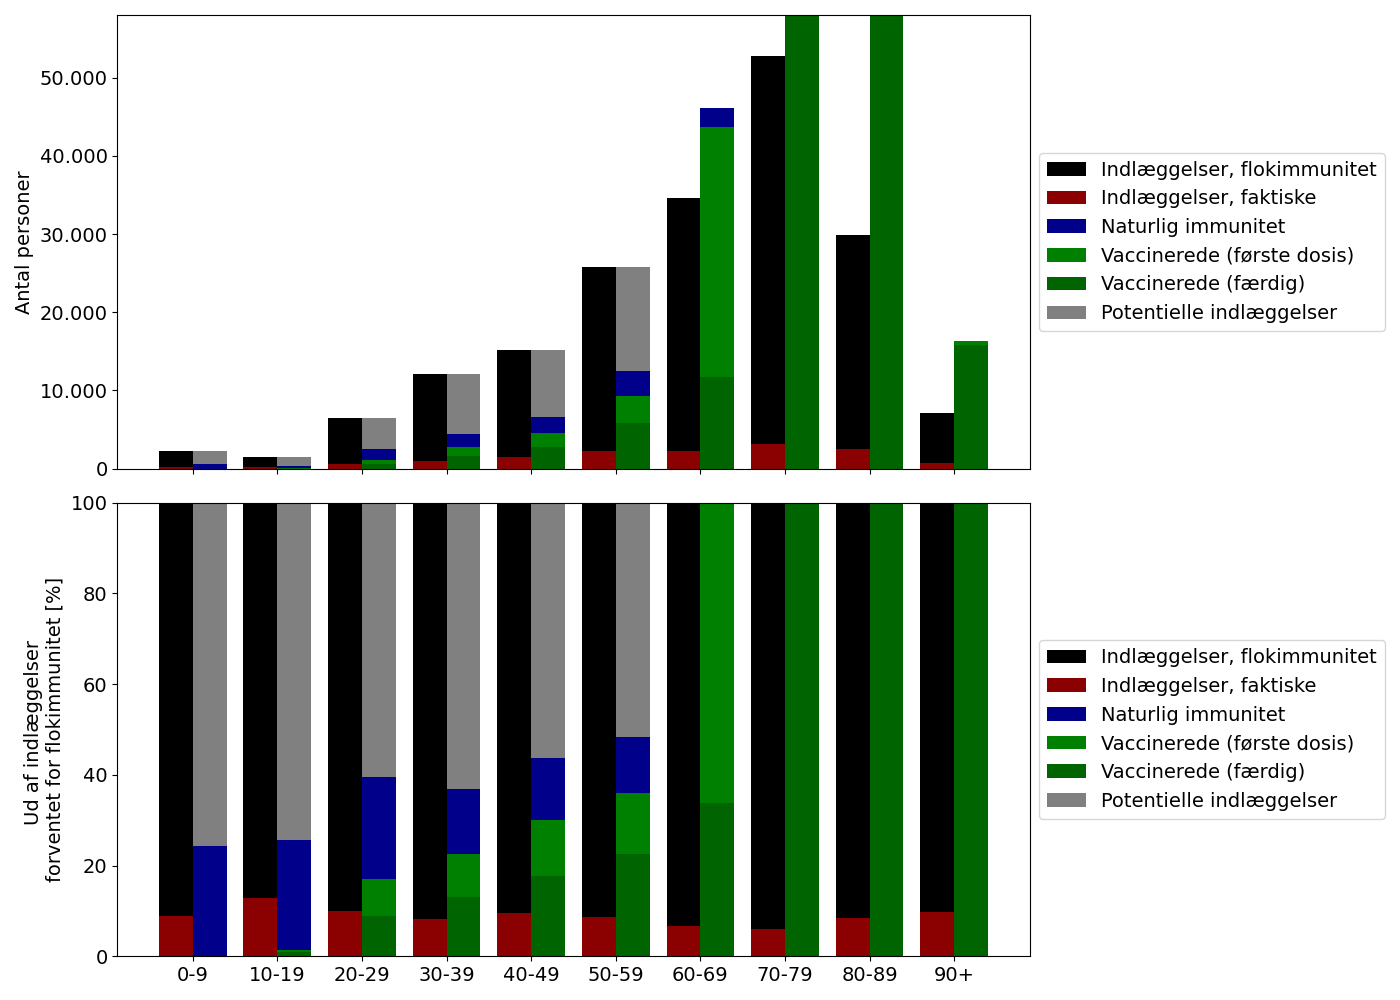 Antal personer
50.000
40.000
30.000
20.000
10.000
0
Indlæggelser, flokimmunitet
Indlæggelser, faktiske
Naturlig immunitet
Vaccinerede (første dosis)
Vaccinerede (færdig)
Potentielle indlæggelser
Ud af indlæggelser
forventet for flokimmunitet [%]
100
80
60
40
20
0
0-9
10-19
20-29
30-39
40-49
50-59
60-69
70-79
80-89
90+
Indlæggelser, flokimmunitet
Indlæggelser, faktiske
Naturlig immunitet
Vaccinerede (første dosis)
Vaccinerede (færdig)
Potentielle indlæggelser